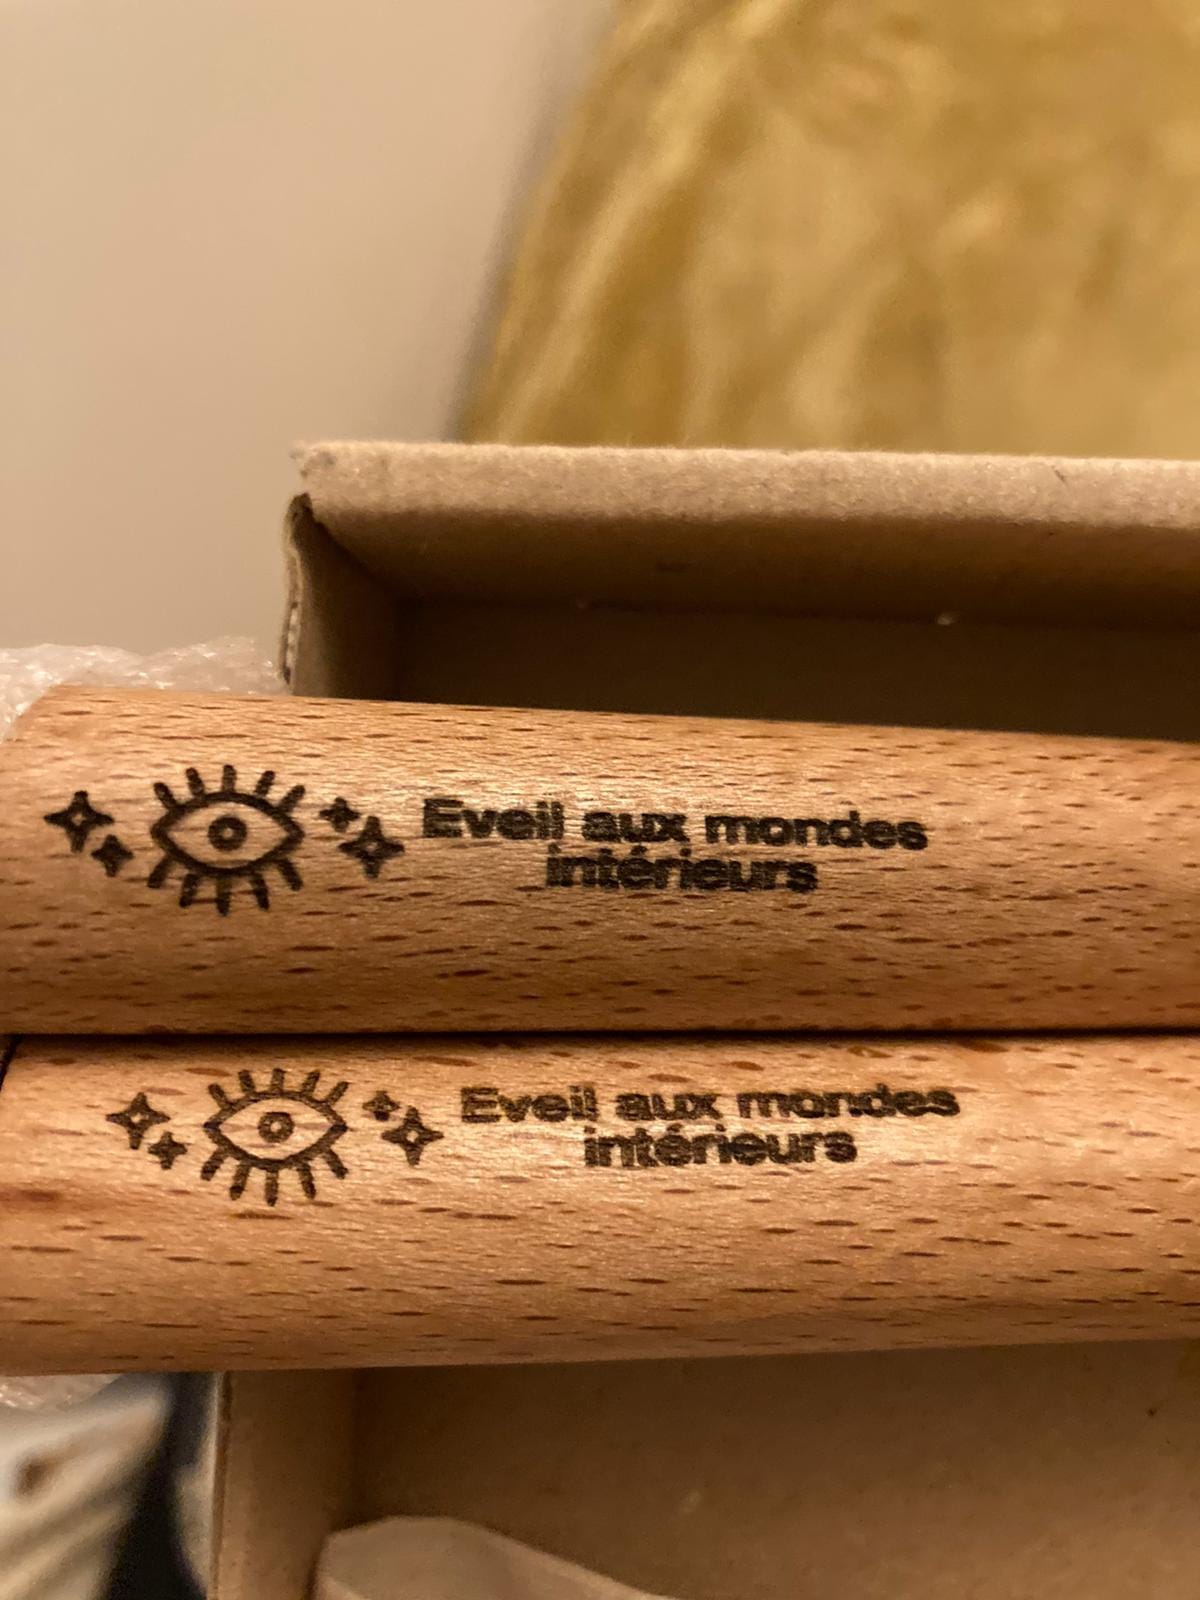 Eveil aux mondes
intérieurs
Eveil aux mondes
intérieurs